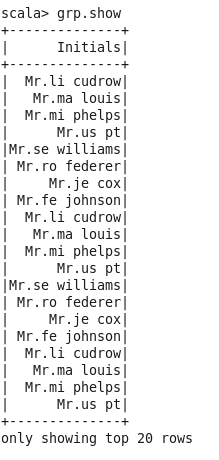 scala> grp.show
+--------------+
|      Initials|
+--------------+
|  Mr.li cudrow|
|   Mr.ma louis|
|  Mr.mi phelps|
|      Mr.us pt|
|Mr.se williams|
| Mr.ro federer|
|     Mr.je cox|
| Mr.fe johnson|
|  Mr.li cudrow|
|   Mr.ma louis|
|  Mr.mi phelps|
|      Mr.us pt|
|Mr.se williams|
| Mr.ro federer|
|     Mr.je cox|
| Mr.fe johnson|
|  Mr.li cudrow|
|   Mr.ma louis|
|  Mr.mi phelps|
|      Mr.us pt|
+--------------+
only showing top 20 rows